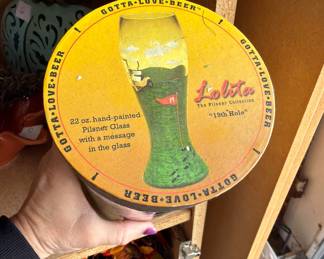 GOTTA•LOVE•BEER™
!
GOTTA•LOVE•BEER
!
GOTTA•LOVE•BEER
!
GOTTA•LOVE•BEER
!
Lolita
The Pilsner Collection
"19th Hole"
22 oz. hand-painted
Pilsner Glass
with a message
in the glass